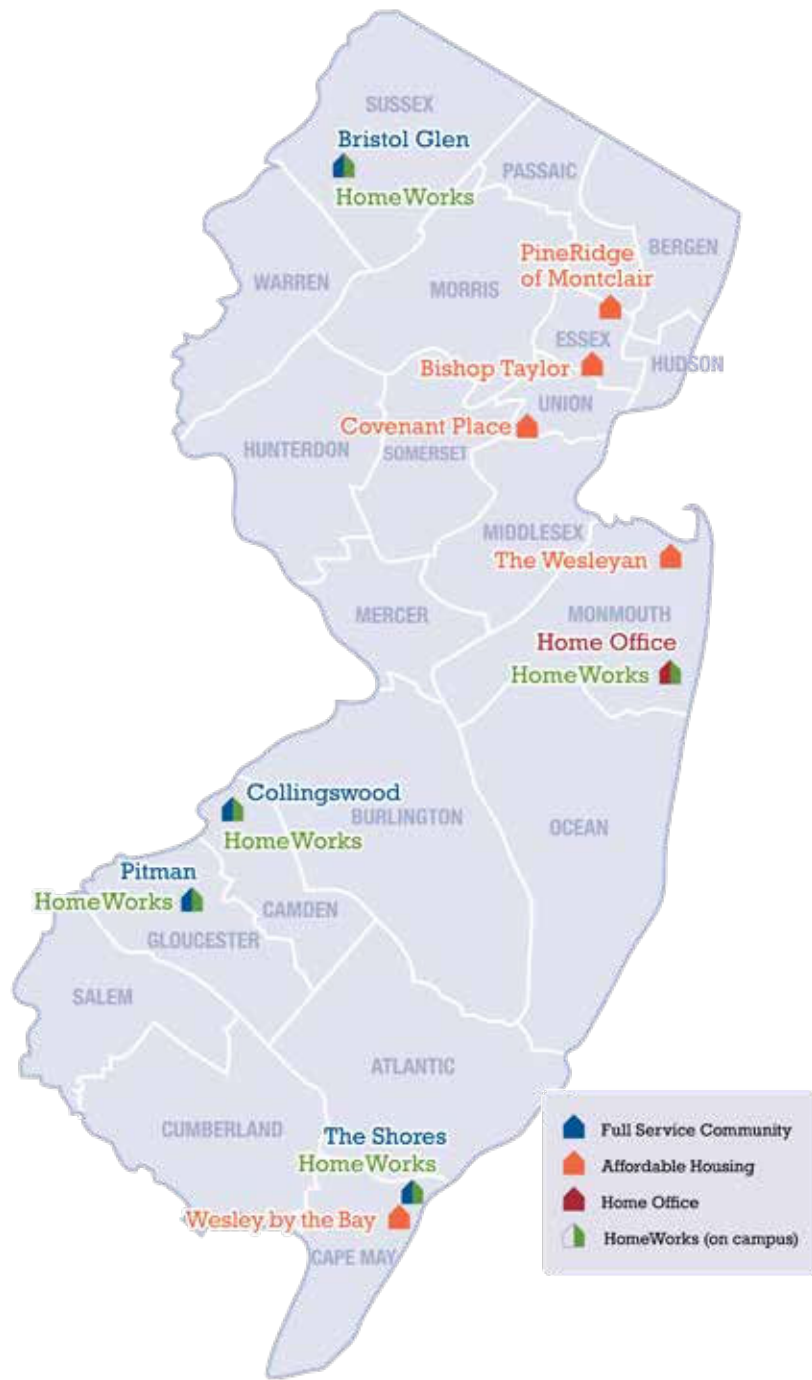 SUSSEX
Bristol Glen
HomeWorks
PASSAIC
BERGEN
PineRidge
of Montclair
WARREN
MORRIS
ESSEX
HUDSON
Bishop Taylor
UNION
Covenant Place
HUNTERDON
SOMERSET
MIDDLESEX
The Wesleyan
MERCER
MONMOUTH
Home Office
HomeWorks
Collingswood
BURLINGTON
HomeWorks
OCEAN
Pitman
HomeWorks
CAMDEN
GLOUCESTER
SALEM
ATLANTIC
CUMBERLAND
The Shores
HomeWorks
Wesley by the Bay
CAPE MAY
Full Service Community
Affordable Housing
Home Office
HomeWorks (on campus)